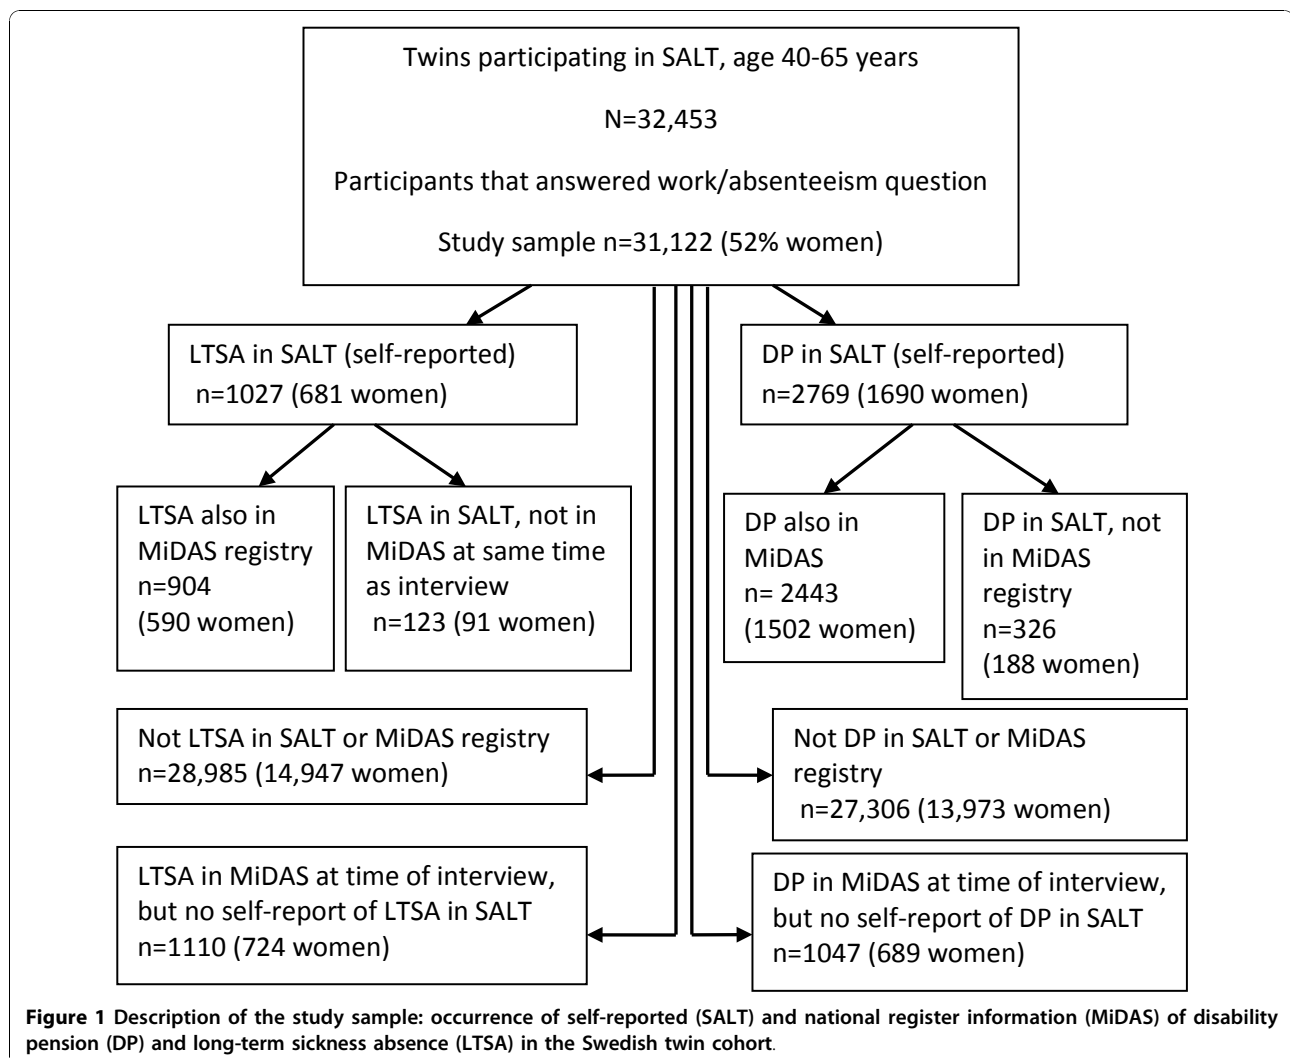 Twins participating in SALT, age 40-65 years
N=32,453
Participants that answered work/absenteeism question
Study sample n=31,122 (52% women)
LTSA in SALT (self-reported)
n=1027 (681 women)
DP in SALT (self-reported)
n=2769 (1690 women)
LTSA also in
MiDAS registry
n=904
(590 women)
LTSA in SALT, not in
MiDAS at same time
as interview
n=123 (91 women)
DP also in
MiDAS
n= 2443
(1502 women)
DP in SALT, not
in MiDAS
registry
n=326
(188 women)
Not LTSA in SALT or MiDAS registry
n=28,985 (14,947 women)
Not DP in SALT or MiDAS
registry
n=27,306 (13,973 women)
LTSA in MiDAS at time of interview,
but no self-report of LTSA in SALT
n=1110 (724 women)
DP in MiDAS at time of interview,
but no self-report of DP in SALT
n=1047 (689 women)
Figure 1 Description of the study sample: occurrence of self-reported (SALT) and national register information (MiDAS) of disability
pension (DP) and long-term sickness absence (LTSA) in the Swedish twin cohort.